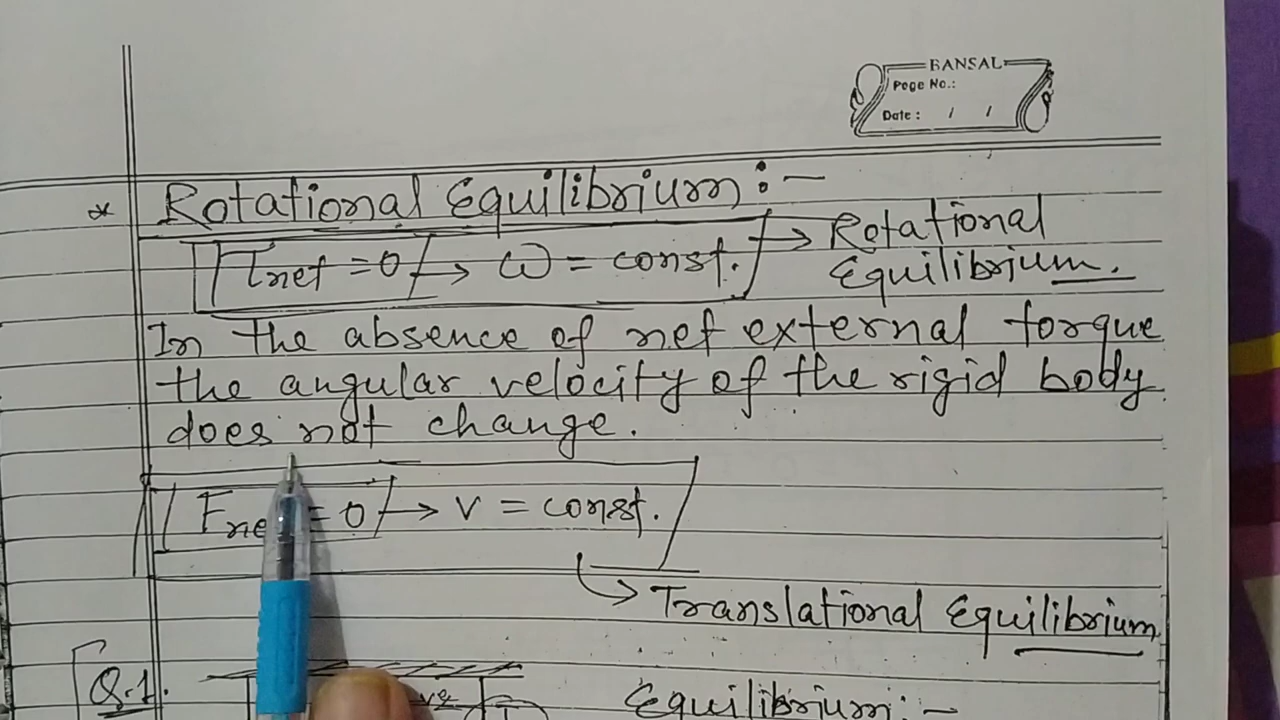 BANSAL
Page No.:
Date : / /
* Rotational Equilibrium :-
τnet = 0 → ω = const. → Rotational
Equilibrium.
In the absence of net external torque
the angular velocity of the rigid body
does not change.
Fne = 0 → v = const.
→ Translational Equilibrium
Q.1.
Equilibrium :-